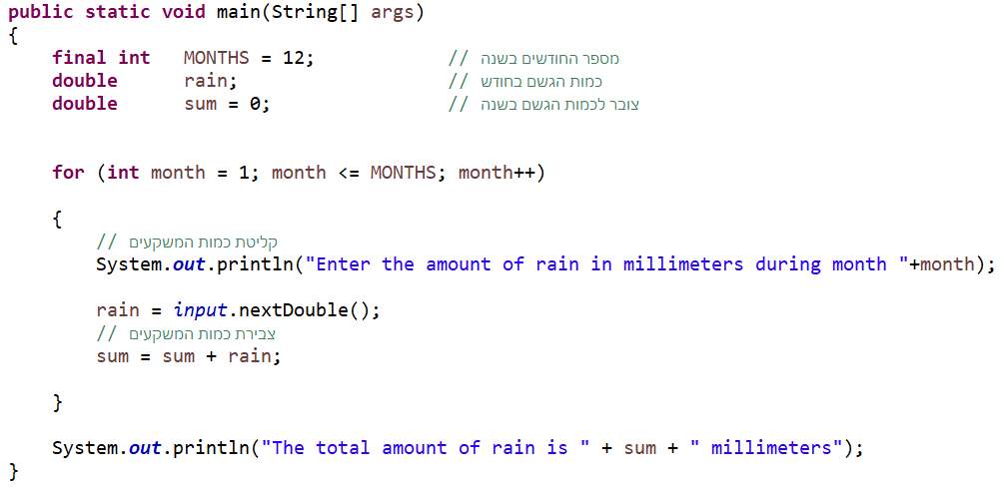 public static void main(String[] args)
{
final int MONTHS = 12; // מספר החודשים בשנה
double rain; // כמות הגשם בחודש
double sum = 0; // צובר לכמות הגשם בשנה
for (int month = 1; month <= MONTHS; month++)
{
// קליטת כמות המשקעים
System.out.println("Enter the amount of rain in millimeters during month "+month);
rain = input.nextDouble();
// צבירת כמות המשקעים
sum = sum + rain;
}
System.out.println("The total amount of rain is " + sum + " millimeters");
}